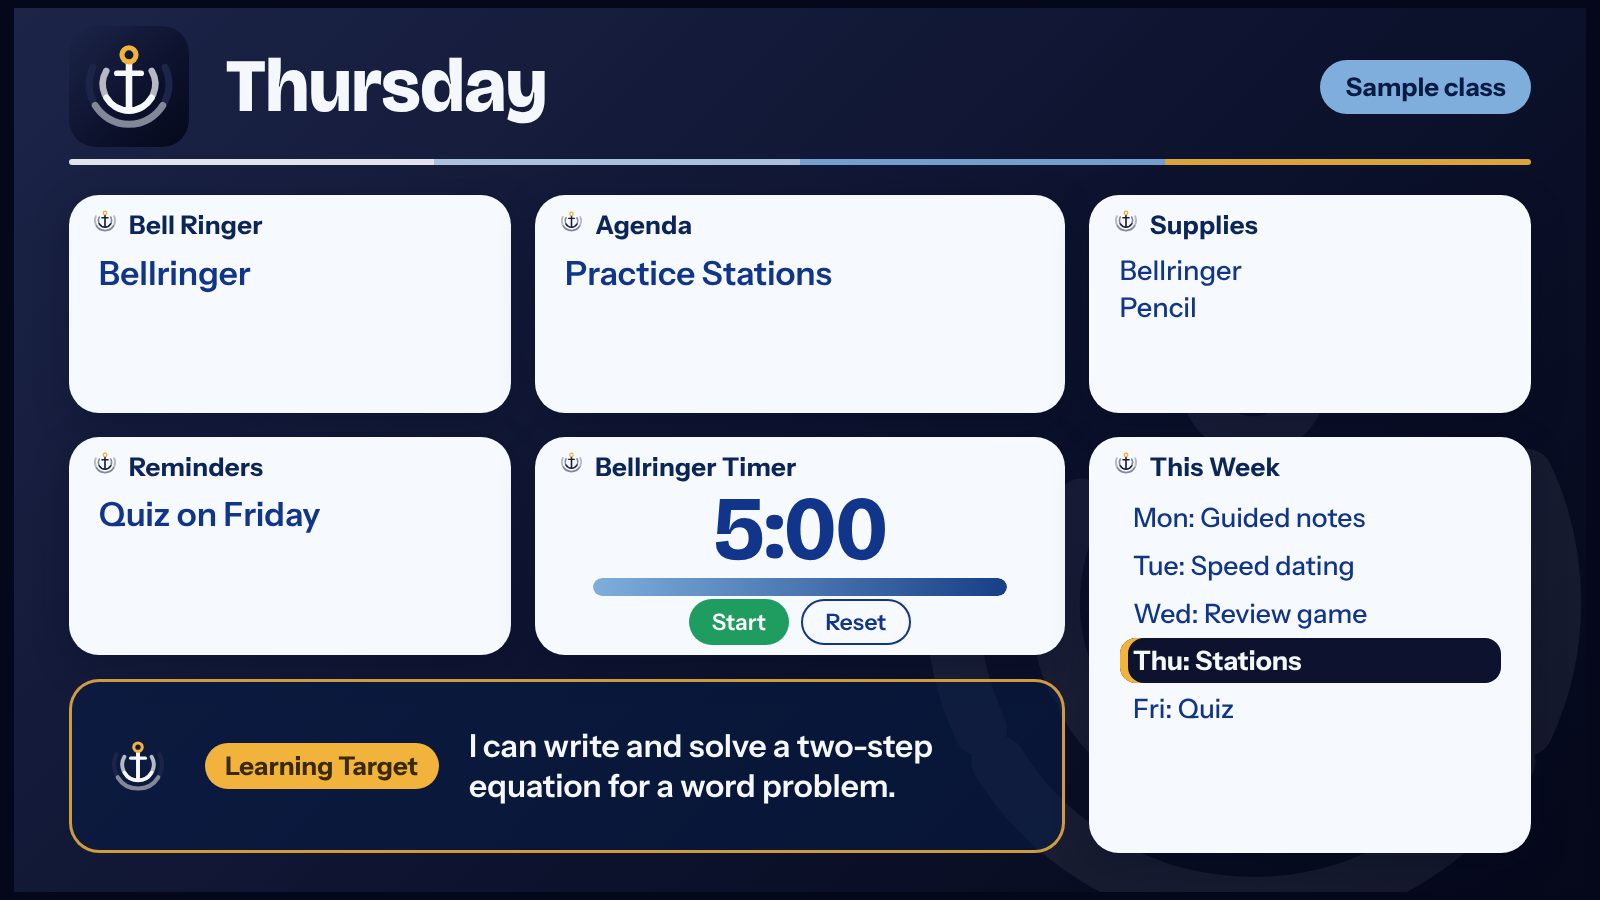 Thursday
Sample class
Bell Ringer
Bellringer
Agenda
Practice Stations
Supplies
Bellringer
Pencil
Reminders
Quiz on Friday
Bellringer Timer
5:00
Start
Reset
This Week
Mon: Guided notes
Tue: Speed dating
Wed: Review game
Thu: Stations
Fri: Quiz
Learning Target
I can write and solve a two-step
equation for a word problem.